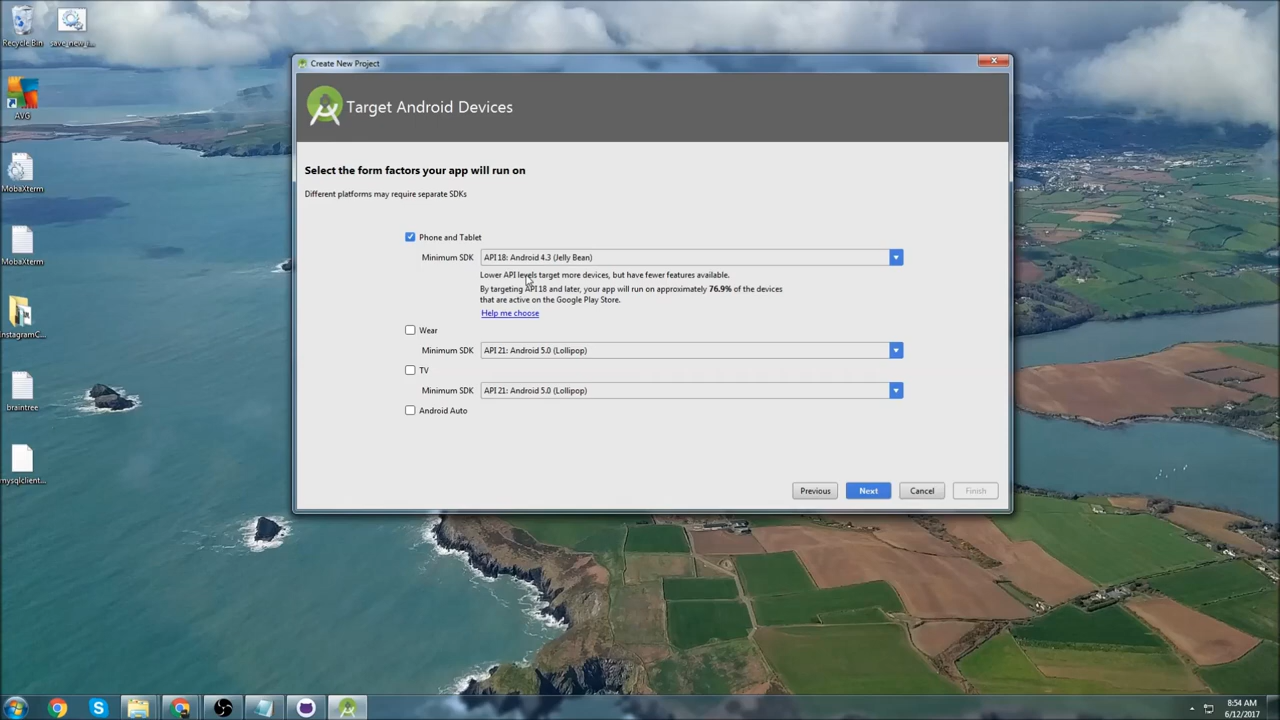 Recycle Bin
save_new_i...
AVG
MobaXterm
MobaXterm
InstagramC...
braintree
mysqlclient...
Create New Project
Target Android Devices
Select the form factors your app will run on
Different platforms may require separate SDKs
Phone and Tablet
Minimum SDK API 18: Android 4.3 (Jelly Bean)
Lower API levels target more devices, but have fewer features available.
By targeting API 18 and later, your app will run on approximately 76.9% of the devices
that are active on the Google Play Store.
Help me choose
Wear
Minimum SDK API 21: Android 5.0 (Lollipop)
TV
Minimum SDK API 21: Android 5.0 (Lollipop)
Android Auto
Previous Next Cancel Finish
8:54 AM
6/12/2017